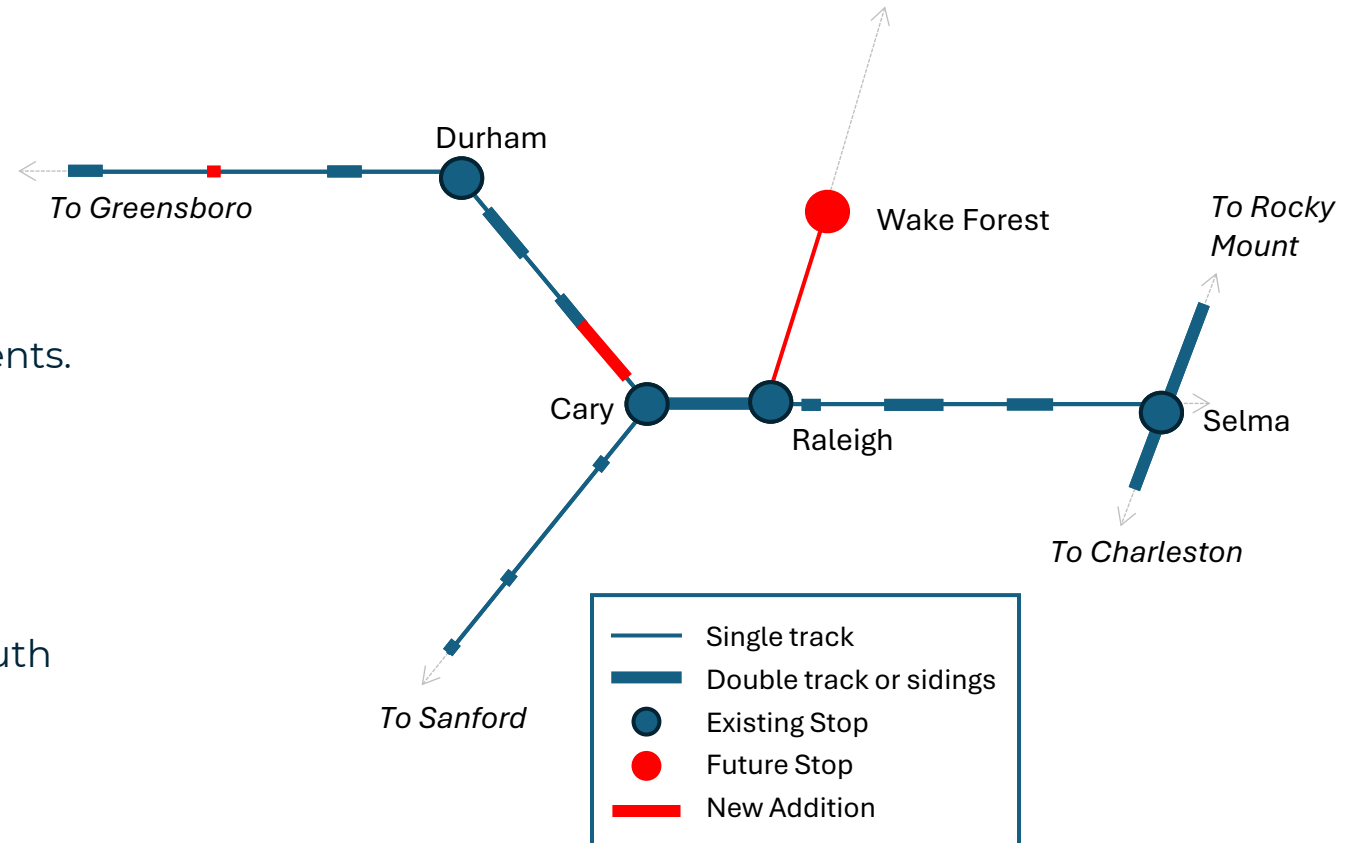 Durham
To Greensboro
To Rocky
Mount
Wake Forest
ents.
Cary
Raleigh
Selma
To Charleston
uth
To Sanford
Single track
Double track or sidings
Existing Stop
Future Stop
New Addition